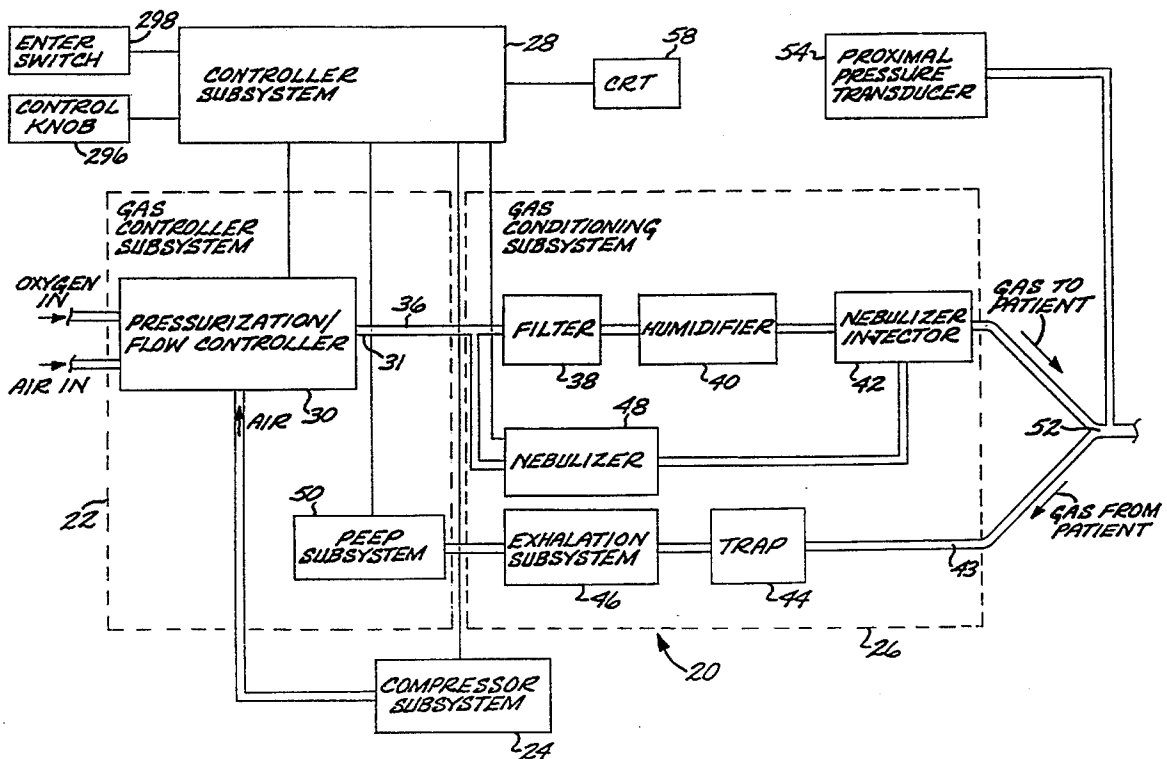 298
ENTER
SWITCH
CONTROL
KNOB
296
CONTROLLER
SUBSYSTEM
28
58
CRT
54
PROXIMAL
PRESSURE
TRANSDUCER
GAS
CONTROLLER
SUBSYSTEM
GAS
CONDITIONING
SUBSYSTEM
OXYGEN
IN
AIR IN
PRESSURIZATION/
FLOW CONTROLLER
30
31
36
FILTER
38
HUMIDIFIER
40
NEBULIZER
INJECTOR
42
GAS TO
PATIENT
52
AIR
48
NEBULIZER
22
50
PEEP
SUBSYSTEM
EXHALATION
SUBSYSTEM
46
TRAP
44
43
GAS FROM
PATIENT
26
20
COMPRESSOR
SUBSYSTEM
24